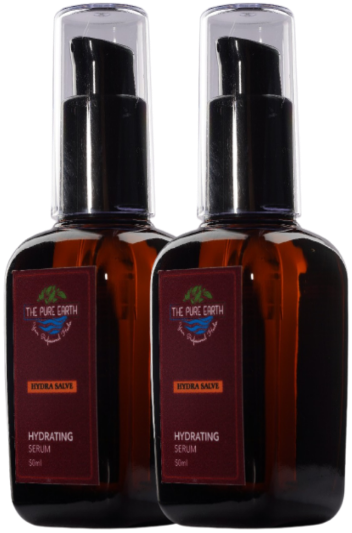 THE PURE EARTH
HYDRA SALVE
HYDRATING
SERUM
50ml
THE PURE EARTH
HYDRA SALVE
HYDRATING
SERUM
50ml